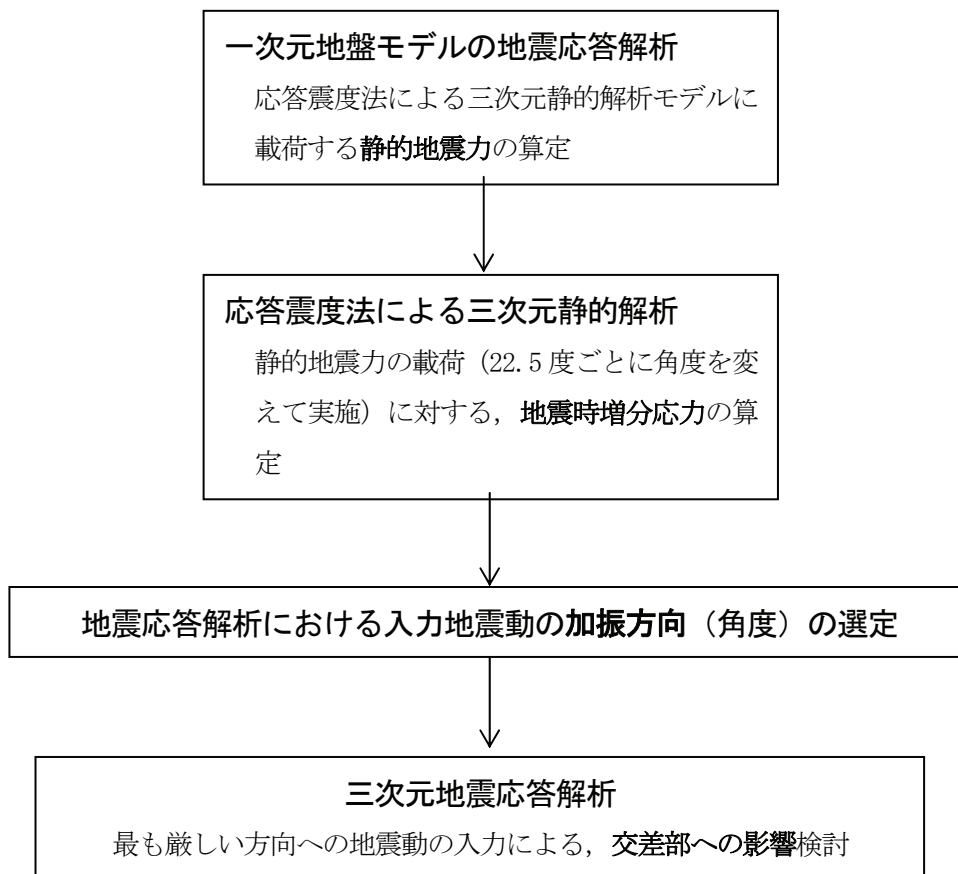 一次元地盤モデルの地震応答解析
応答震度法による三次元静的解析モデルに
載荷する静的地震力の算定
応答震度法による三次元静的解析
静的地震力の載荷（22.5 度ごとに角度を変
えて実施）に対する，地震時増分応力の算
定
地震応答解析における入力地震動の加振方向（角度）の選定
三次元地震応答解析
最も厳しい方向への地震動の入力による，交差部への影響検討